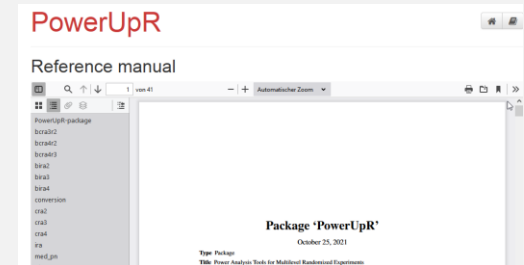 PowerUpR
Reference manual
1 von 41
Automatischer Zoom
PowerUpR-package
bcra3r2
bcra4r2
bcra4r3
bira2
bira3
bira4
conversion
cra2
cra3
cra4
ira
med_pn
Package ‘PowerUpR’
October 25, 2021
Type Package
Title Power Analysis Tools for Multilevel Randomized Experiments